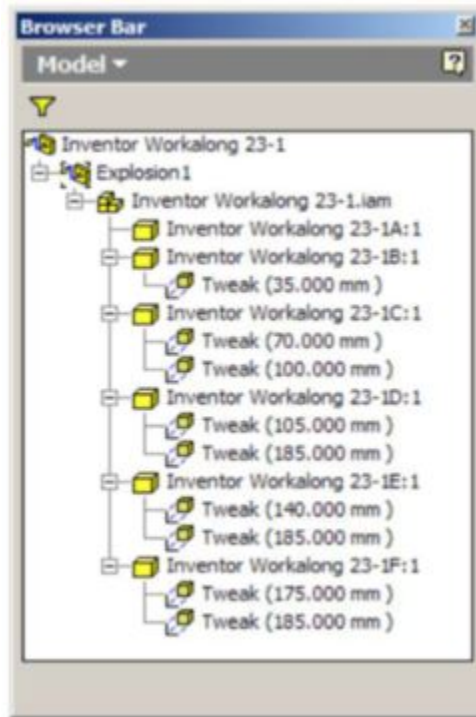 Browser Bar
Model
Inventor Workalong 23-1
Explosion1
Inventor Workalong 23-1.iam
Inventor Workalong 23-1A:1
Inventor Workalong 23-1B:1
Tweak (35.000 mm )
Inventor Workalong 23-1C:1
Tweak (70.000 mm )
Tweak (100.000 mm )
Inventor Workalong 23-1D:1
Tweak (105.000 mm )
Tweak (185.000 mm )
Inventor Workalong 23-1E:1
Tweak (140.000 mm )
Tweak (185.000 mm )
Inventor Workalong 23-1F:1
Tweak (175.000 mm )
Tweak (185.000 mm )